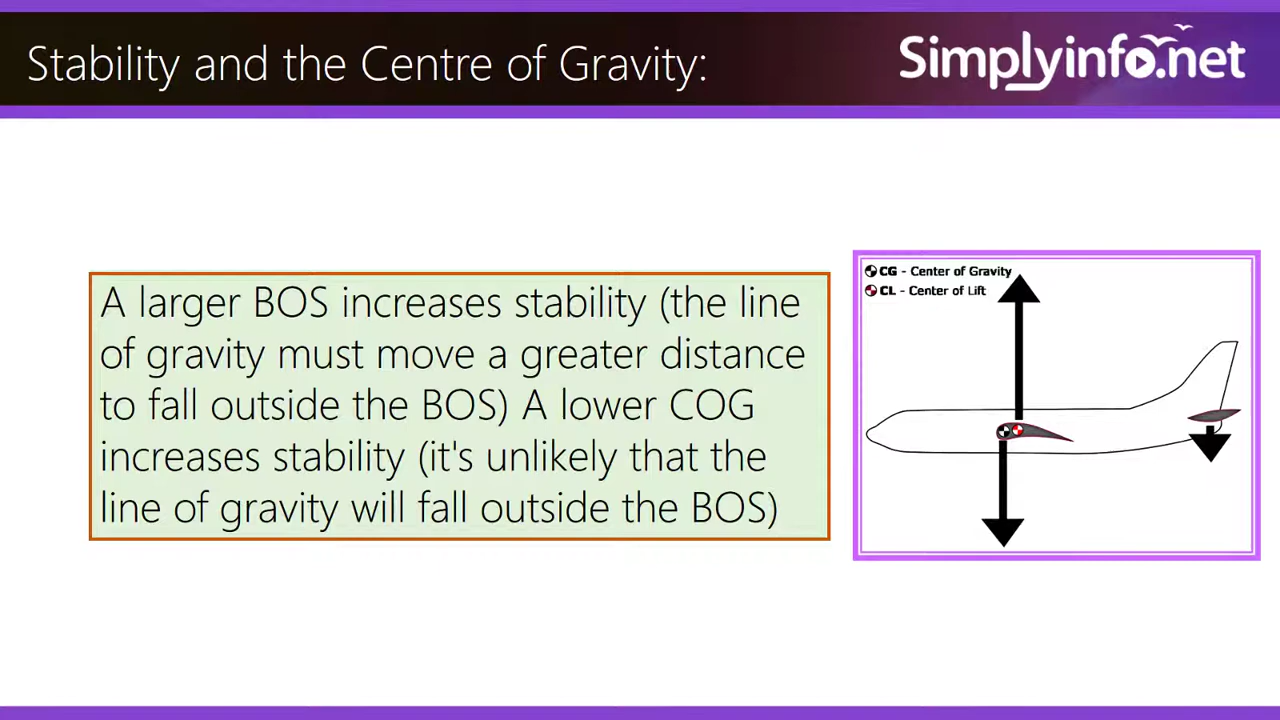 Stability and the Centre of Gravity:
Simplyinfo.net
A larger BOS increases stability (the line
of gravity must move a greater distance
to fall outside the BOS) A lower COG
increases stability (it's unlikely that the
line of gravity will fall outside the BOS)
CG - Center of Gravity
CL - Center of Lift